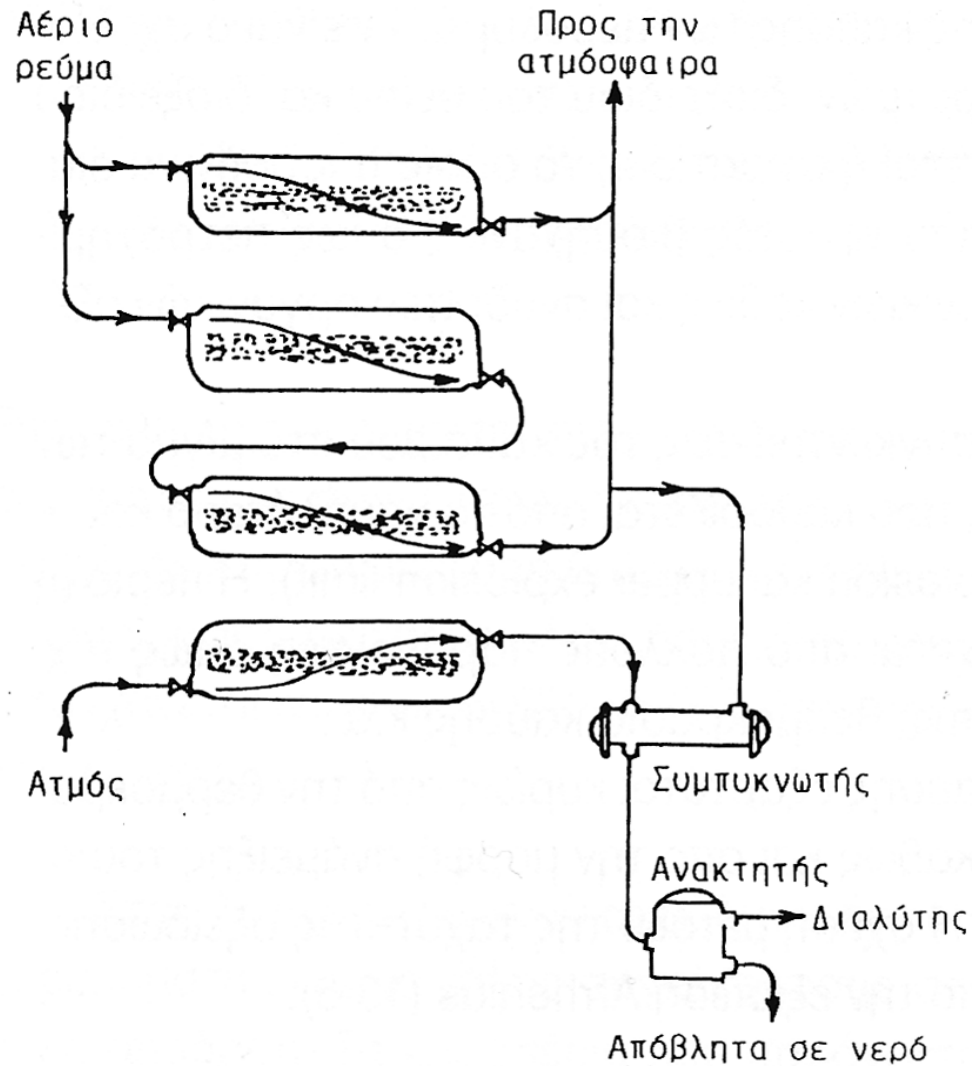 Αέριο
ρεύμα
Προς την
ατμόσφαιρα
Ατμός
Συμπυκνωτής
Ανακτητής
Διαλύτης
Απόβλητα σε νερό